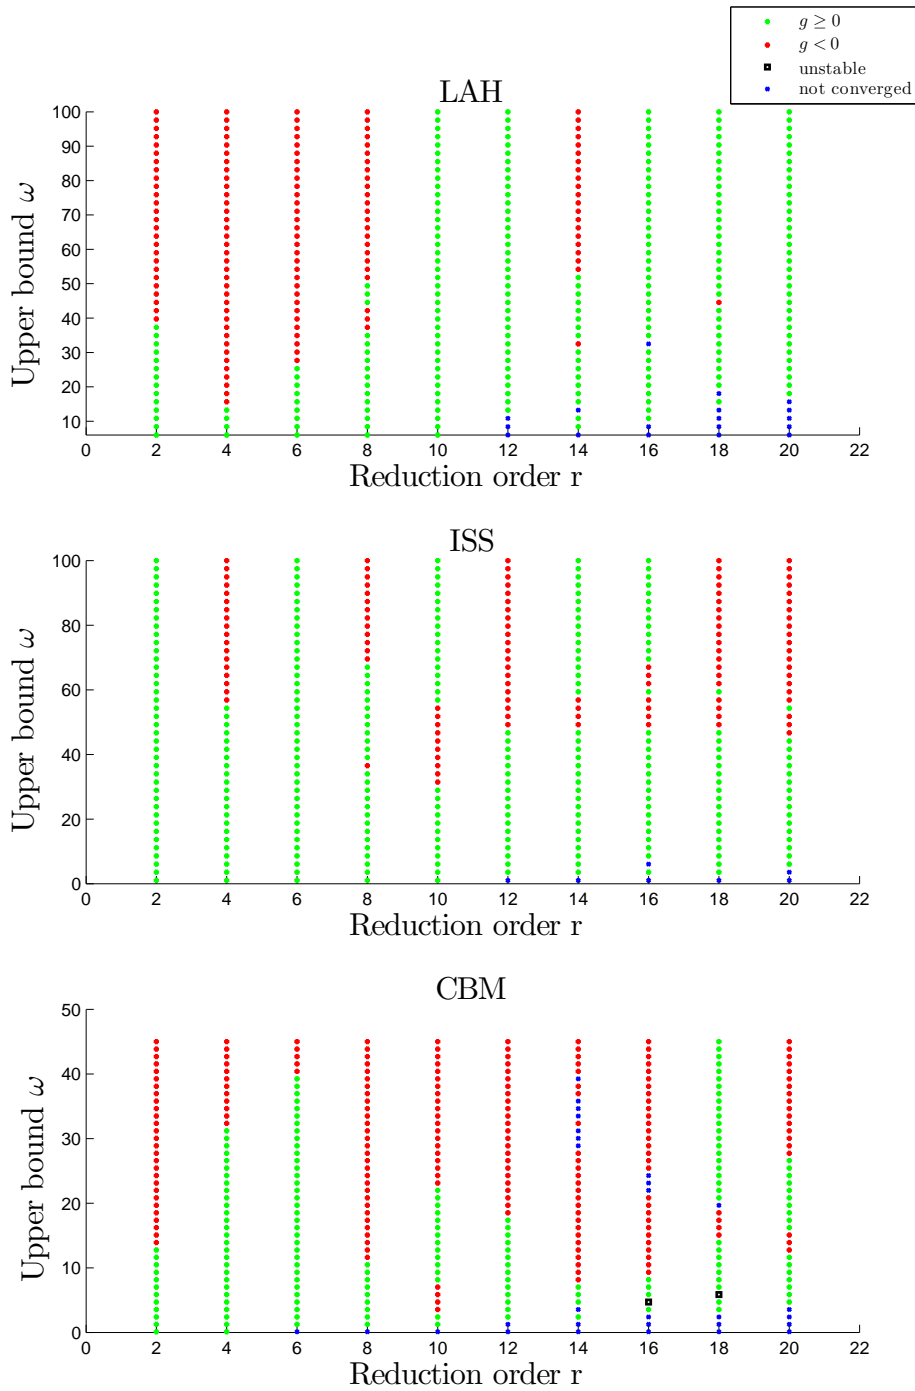 g ≥ 0
g < 0
unstable
not converged
LAH
100
90
80
70
60
50
40
30
20
10
Upper bound ω
0 2 4 6 8 10 12 14 16 18 20 22
Reduction order r
ISS
100
80
60
40
20
0
Upper bound ω
0 2 4 6 8 10 12 14 16 18 20 22
Reduction order r
CBM
50
40
30
20
10
0
Upper bound ω
0 2 4 6 8 10 12 14 16 18 20 22
Reduction order r